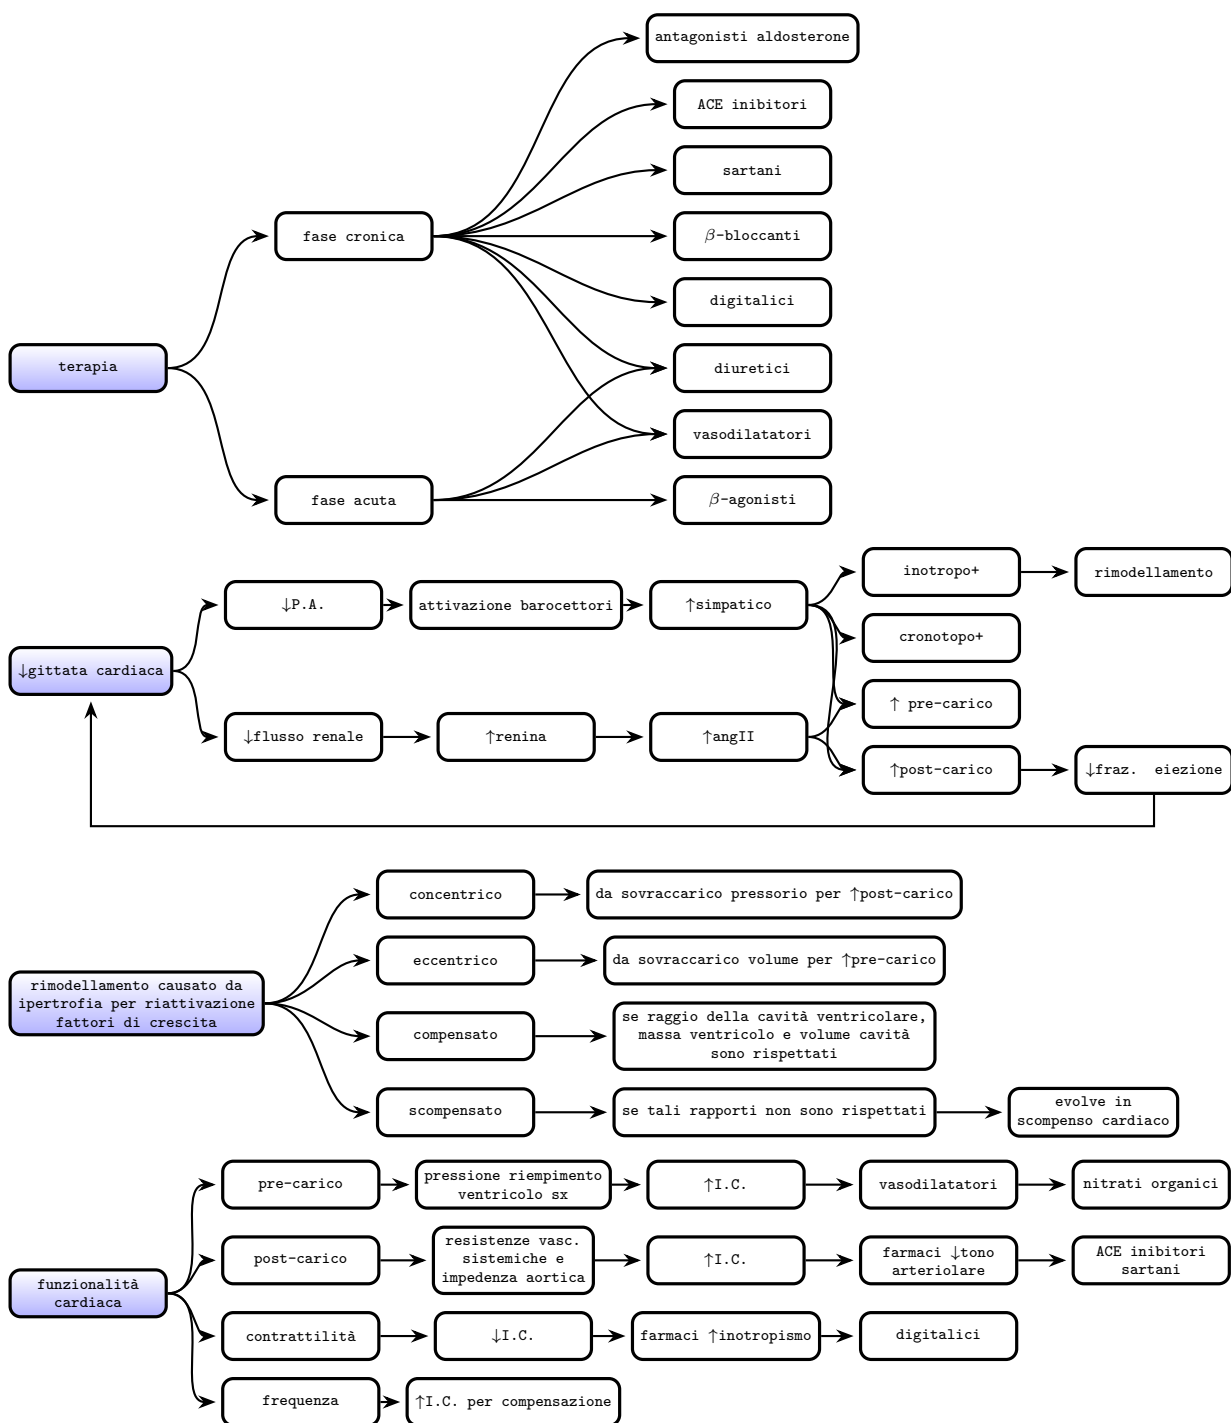 antagonisti aldosterone
ACE inibitori
sartani
fase cronica
β-bloccanti
digitalici
terapia
diuretici
vasodilatatori
fase acuta
β-agonisti
inotropo+
rimodellamento
↓P.A.
attivazione barocettori
↑simpatico
cronotopo+
↓gittata cardiaca
↑ pre-carico
↓flusso renale
↑renina
↑angII
↑post-carico
↓fraz. eiezione
concentrico
da sovraccarico pressorio per ↑post-carico
eccentrico
da sovraccarico volume per ↑pre-carico
rimodellamento causato da
ipertrofia per riattivazione
fattori di crescita
compensato
se raggio della cavità ventricolare,
massa ventricolo e volume cavità
sono rispettati
scompensato
se tali rapporti non sono rispettati
evolve in
scompenso cardiaco
pre-carico
pressione riempimento
ventricolo sx
↑I.C.
vasodilatatori
nitrati organici
post-carico
resistenze vasc.
sistemiche e
impedenza aortica
↑I.C.
farmaci ↓tono
arteriolare
ACE inibitori
sartani
funzionalità
cardiaca
contrattilità
↓I.C.
farmaci ↑inotropismo
digitalici
frequenza
↑I.C. per compensazione